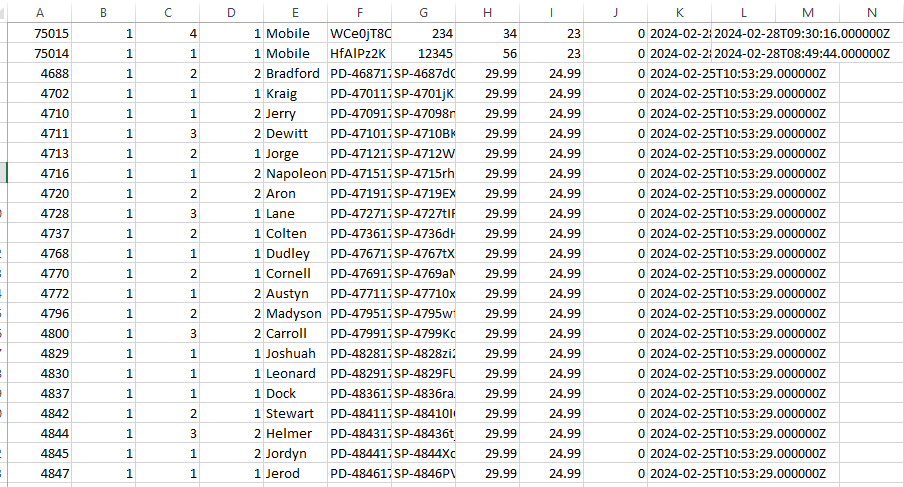 A B C D E F G H I J K L M N
75015 1 4 1 Mobile WCe0jT8C 234 34 23 0 2024-02-28 2024-02-28T09:30:16.000000Z
75014 1 1 1 Mobile HfAlPz2K 12345 56 23 0 2024-02-28 2024-02-28T08:49:44.000000Z
4688 1 2 2 Bradford PD-46871 SP-4687d 29.99 24.99 0 2024-02-25T10:53:29.000000Z
4702 1 1 1 Kraig PD-47011 SP-4701jK 29.99 24.99 0 2024-02-25T10:53:29.000000Z
4710 1 1 2 Jerry PD-47091 SP-47098n 29.99 24.99 0 2024-02-25T10:53:29.000000Z
4711 1 3 2 Dewitt PD-47101 SP-4710BK 29.99 24.99 0 2024-02-25T10:53:29.000000Z
4713 1 2 1 Jorge PD-47121 SP-4712W 29.99 24.99 0 2024-02-25T10:53:29.000000Z
4716 1 1 2 Napoleon PD-47151 SP-4715rh 29.99 24.99 0 2024-02-25T10:53:29.000000Z
4720 1 2 2 Aron PD-47191 SP-4719EX 29.99 24.99 0 2024-02-25T10:53:29.000000Z
4728 1 3 1 Lane PD-47271 SP-4727tIF 29.99 24.99 0 2024-02-25T10:53:29.000000Z
4737 1 2 1 Colten PD-47361 SP-4736dH 29.99 24.99 0 2024-02-25T10:53:29.000000Z
4768 1 1 1 Dudley PD-47671 SP-4767tX 29.99 24.99 0 2024-02-25T10:53:29.000000Z
4770 1 2 1 Cornell PD-47691 SP-4769aN 29.99 24.99 0 2024-02-25T10:53:29.000000Z
4772 1 1 2 Austyn PD-47711 SP-47710x 29.99 24.99 0 2024-02-25T10:53:29.000000Z
4796 1 2 2 Madyson PD-47951 SP-4795wf 29.99 24.99 0 2024-02-25T10:53:29.000000Z
4800 1 3 2 Carroll PD-47991 SP-4799Kc 29.99 24.99 0 2024-02-25T10:53:29.000000Z
4829 1 1 1 Joshuah PD-48281 SP-4828zi 29.99 24.99 0 2024-02-25T10:53:29.000000Z
4830 1 1 1 Leonard PD-48291 SP-4829FU 29.99 24.99 0 2024-02-25T10:53:29.000000Z
4837 1 1 1 Dock PD-48361 SP-4836ra 29.99 24.99 0 2024-02-25T10:53:29.000000Z
4842 1 2 1 Stewart PD-48411 SP-48410I 29.99 24.99 0 2024-02-25T10:53:29.000000Z
4844 1 3 2 Helmer PD-48431 SP-48436t 29.99 24.99 0 2024-02-25T10:53:29.000000Z
4845 1 1 2 Jordyn PD-48441 SP-4844Xc 29.99 24.99 0 2024-02-25T10:53:29.000000Z
4847 1 1 1 Jerod PD-48461 SP-4846PV 29.99 24.99 0 2024-02-25T10:53:29.000000Z